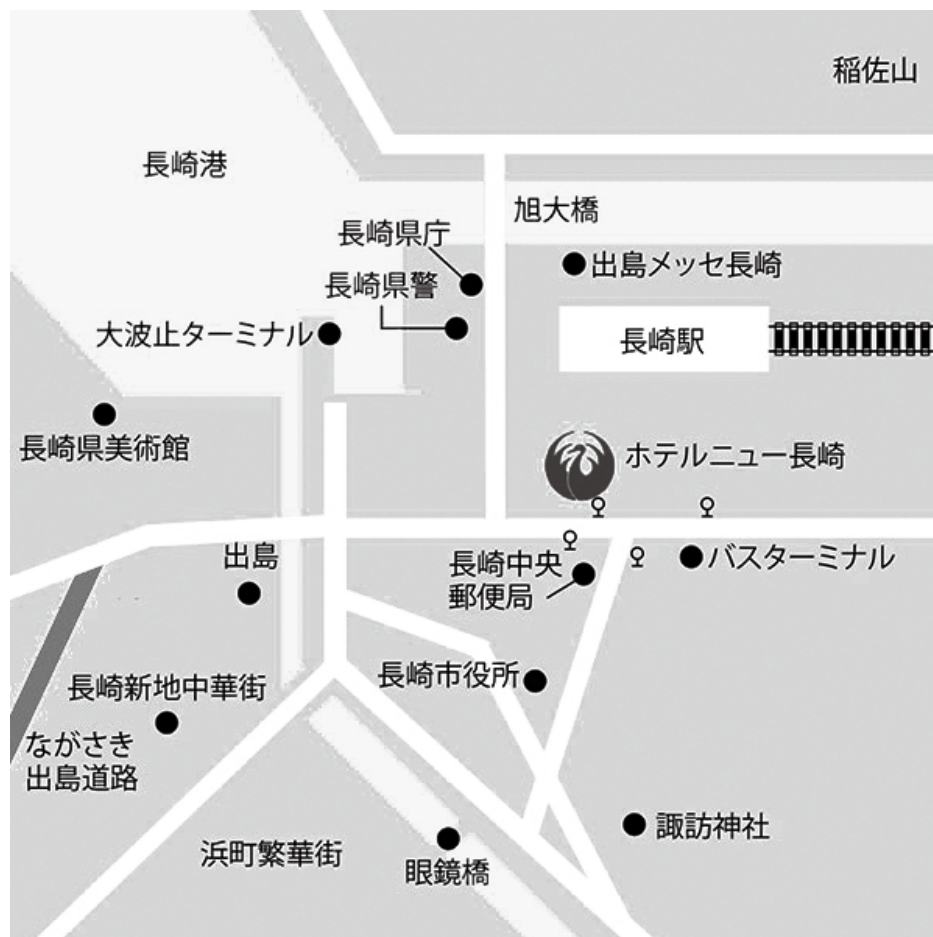 稲佐山
長崎港
旭大橋
長崎県庁
出島メッセ長崎
長崎県警
大波止ターミナル
長崎駅
長崎県美術館
ホテルニュー長崎
出島
長崎中央
郵便局
バスターミナル
長崎市役所
長崎新地中華街
ながさき
出島道路
諏訪神社
浜町繁華街
眼鏡橋